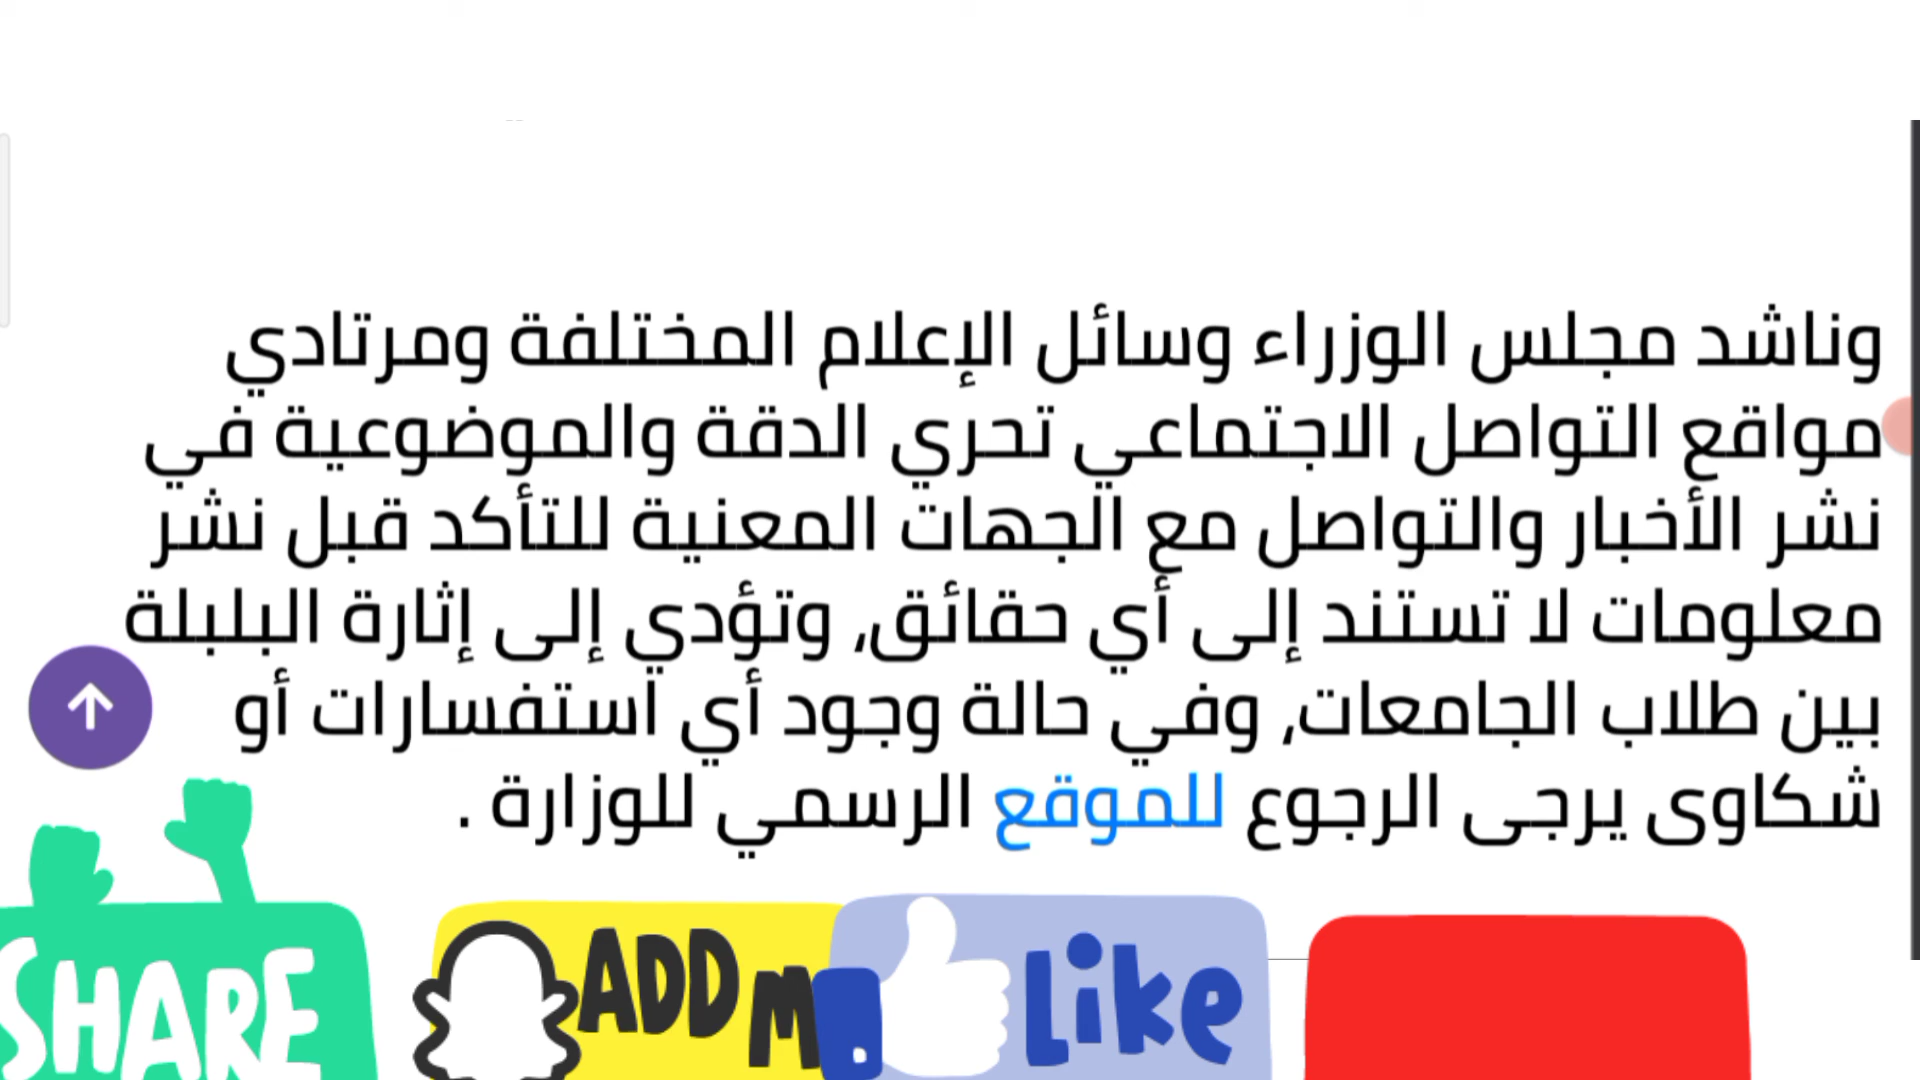 وناشد مجلس الوزراء وسائل الإعلام المختلفة ومرتادي
مواقع التواصل الاجتماعي تحري الدقة والموضوعية في
نشر الأخبار والتواصل مع الجهات المعنية للتأكد قبل نشر
معلومات لا تستند إلى أي حقائق، وتؤدي إلى إثارة البلبلة
بين طلاب الجامعات، وفي حالة وجود أي استفسارات أو
شكاوى يرجى الرجوع للموقع الرسمي للوزارة .
SHARE
ADD M
Like